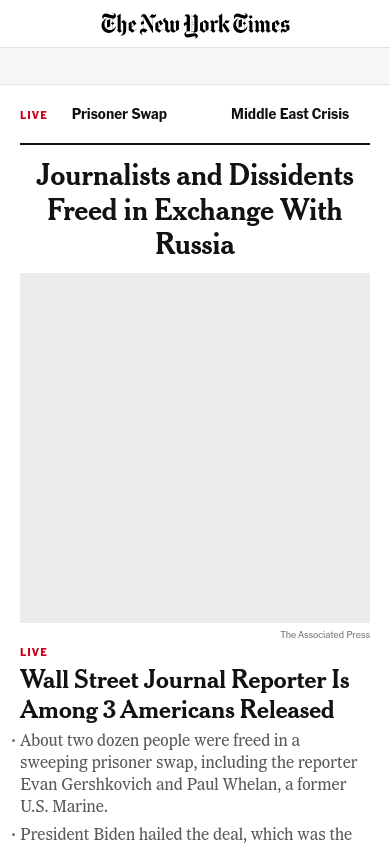 The New York Times
LIVE Prisoner Swap Middle East Crisis
Journalists and Dissidents
Freed in Exchange With
Russia
The Associated Press
LIVE
Wall Street Journal Reporter Is
Among 3 Americans Released
· About two dozen people were freed in a
sweeping prisoner swap, including the reporter
Evan Gershkovich and Paul Whelan, a former
U.S. Marine.
· President Biden hailed the deal, which was the